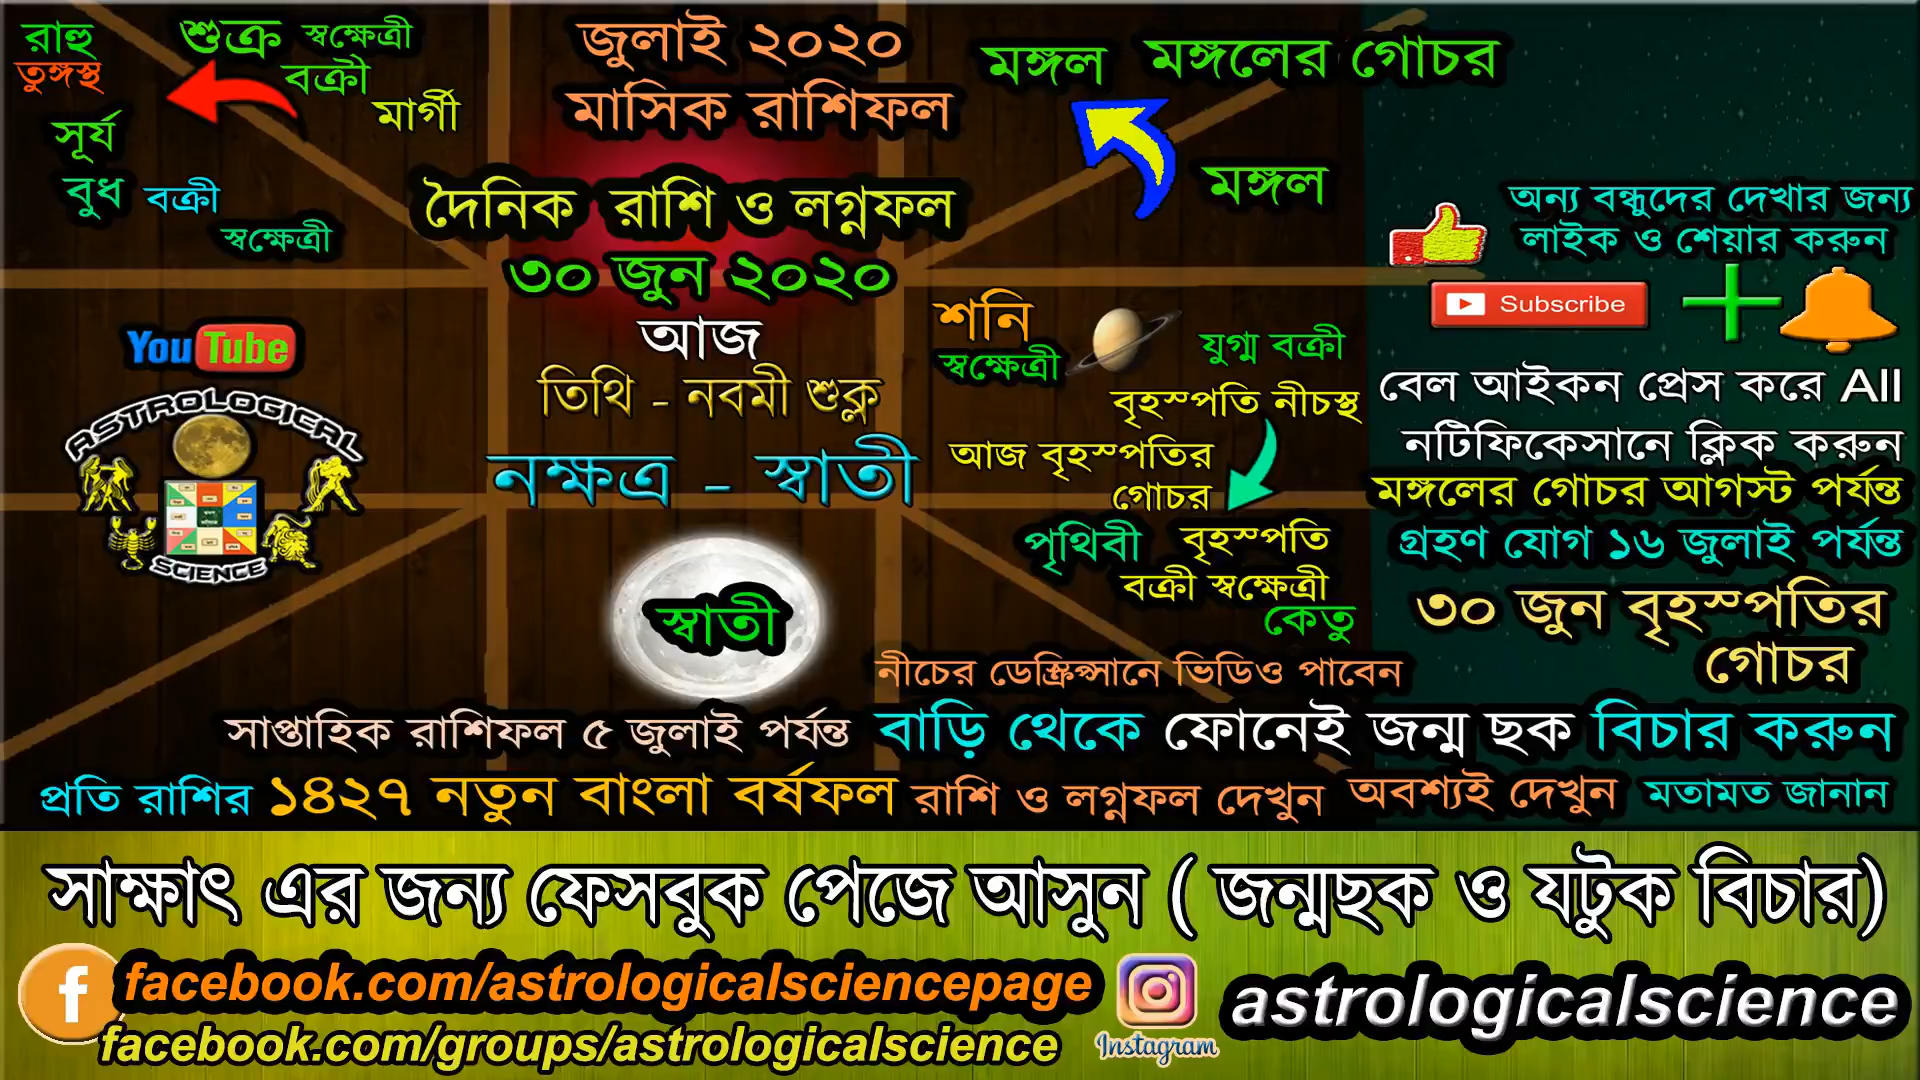 রাহু
তুঙ্গস্থ
শুক্র স্বক্ষেত্রী
বক্রী
মার্গী
সূর্য
বুধ বক্রী
স্বক্ষেত্রী
জুলাই ২০২০
মাসিক রাশিফল
মঙ্গল মঙ্গলের গোচর
মঙ্গল
দৈনিক রাশি ও লগ্নফল
৩০ জুন ২০২০
আজ
তিথি - নবমী শুক্ল
নক্ষত্র - স্বাতী
স্বাতী
অন্য বন্ধুদের দেখার জন্য
লাইক ও শেয়ার করুন
Subscribe
বেল আইকন প্রেস করে All
নটিফিকেসানে ক্লিক করুন
মঙ্গলের গোচর আগস্ট পর্যন্ত
গ্রহণ যোগ ১৬ জুলাই পর্যন্ত
৩০ জুন বৃহস্পতির
গোচর
YouTube
ASTROLOGICAL
SCIENCE
শনি
স্বক্ষেত্রী
যুগ্ম বক্রী
বৃহস্পতি নীচস্থ
আজ বৃহস্পতির
গোচর
পৃথিবী বৃহস্পতি
বক্রী স্বক্ষেত্রী
কেতু
নীচের ডেস্ক্রিপ্সানে ভিডিও পাবেন
সাপ্তাহিক রাশিফল ৫ জুলাই পর্যন্ত বাড়ি থেকে ফোনেই জন্ম ছক বিচার করুন
প্রতি রাশির ১৪২৭ নতুন বাংলা বর্ষফল রাশি ও লগ্নফল দেখুন অবশ্যই দেখুন মতামত জানান
সাক্ষাৎ এর জন্য ফেসবুক পেজে আসুন ( জন্মছক ও যটুক বিচার)
facebook.com/astrologicalsciencepage
facebook.com/groups/astrologicalscience
Instagram
astrologicalscience